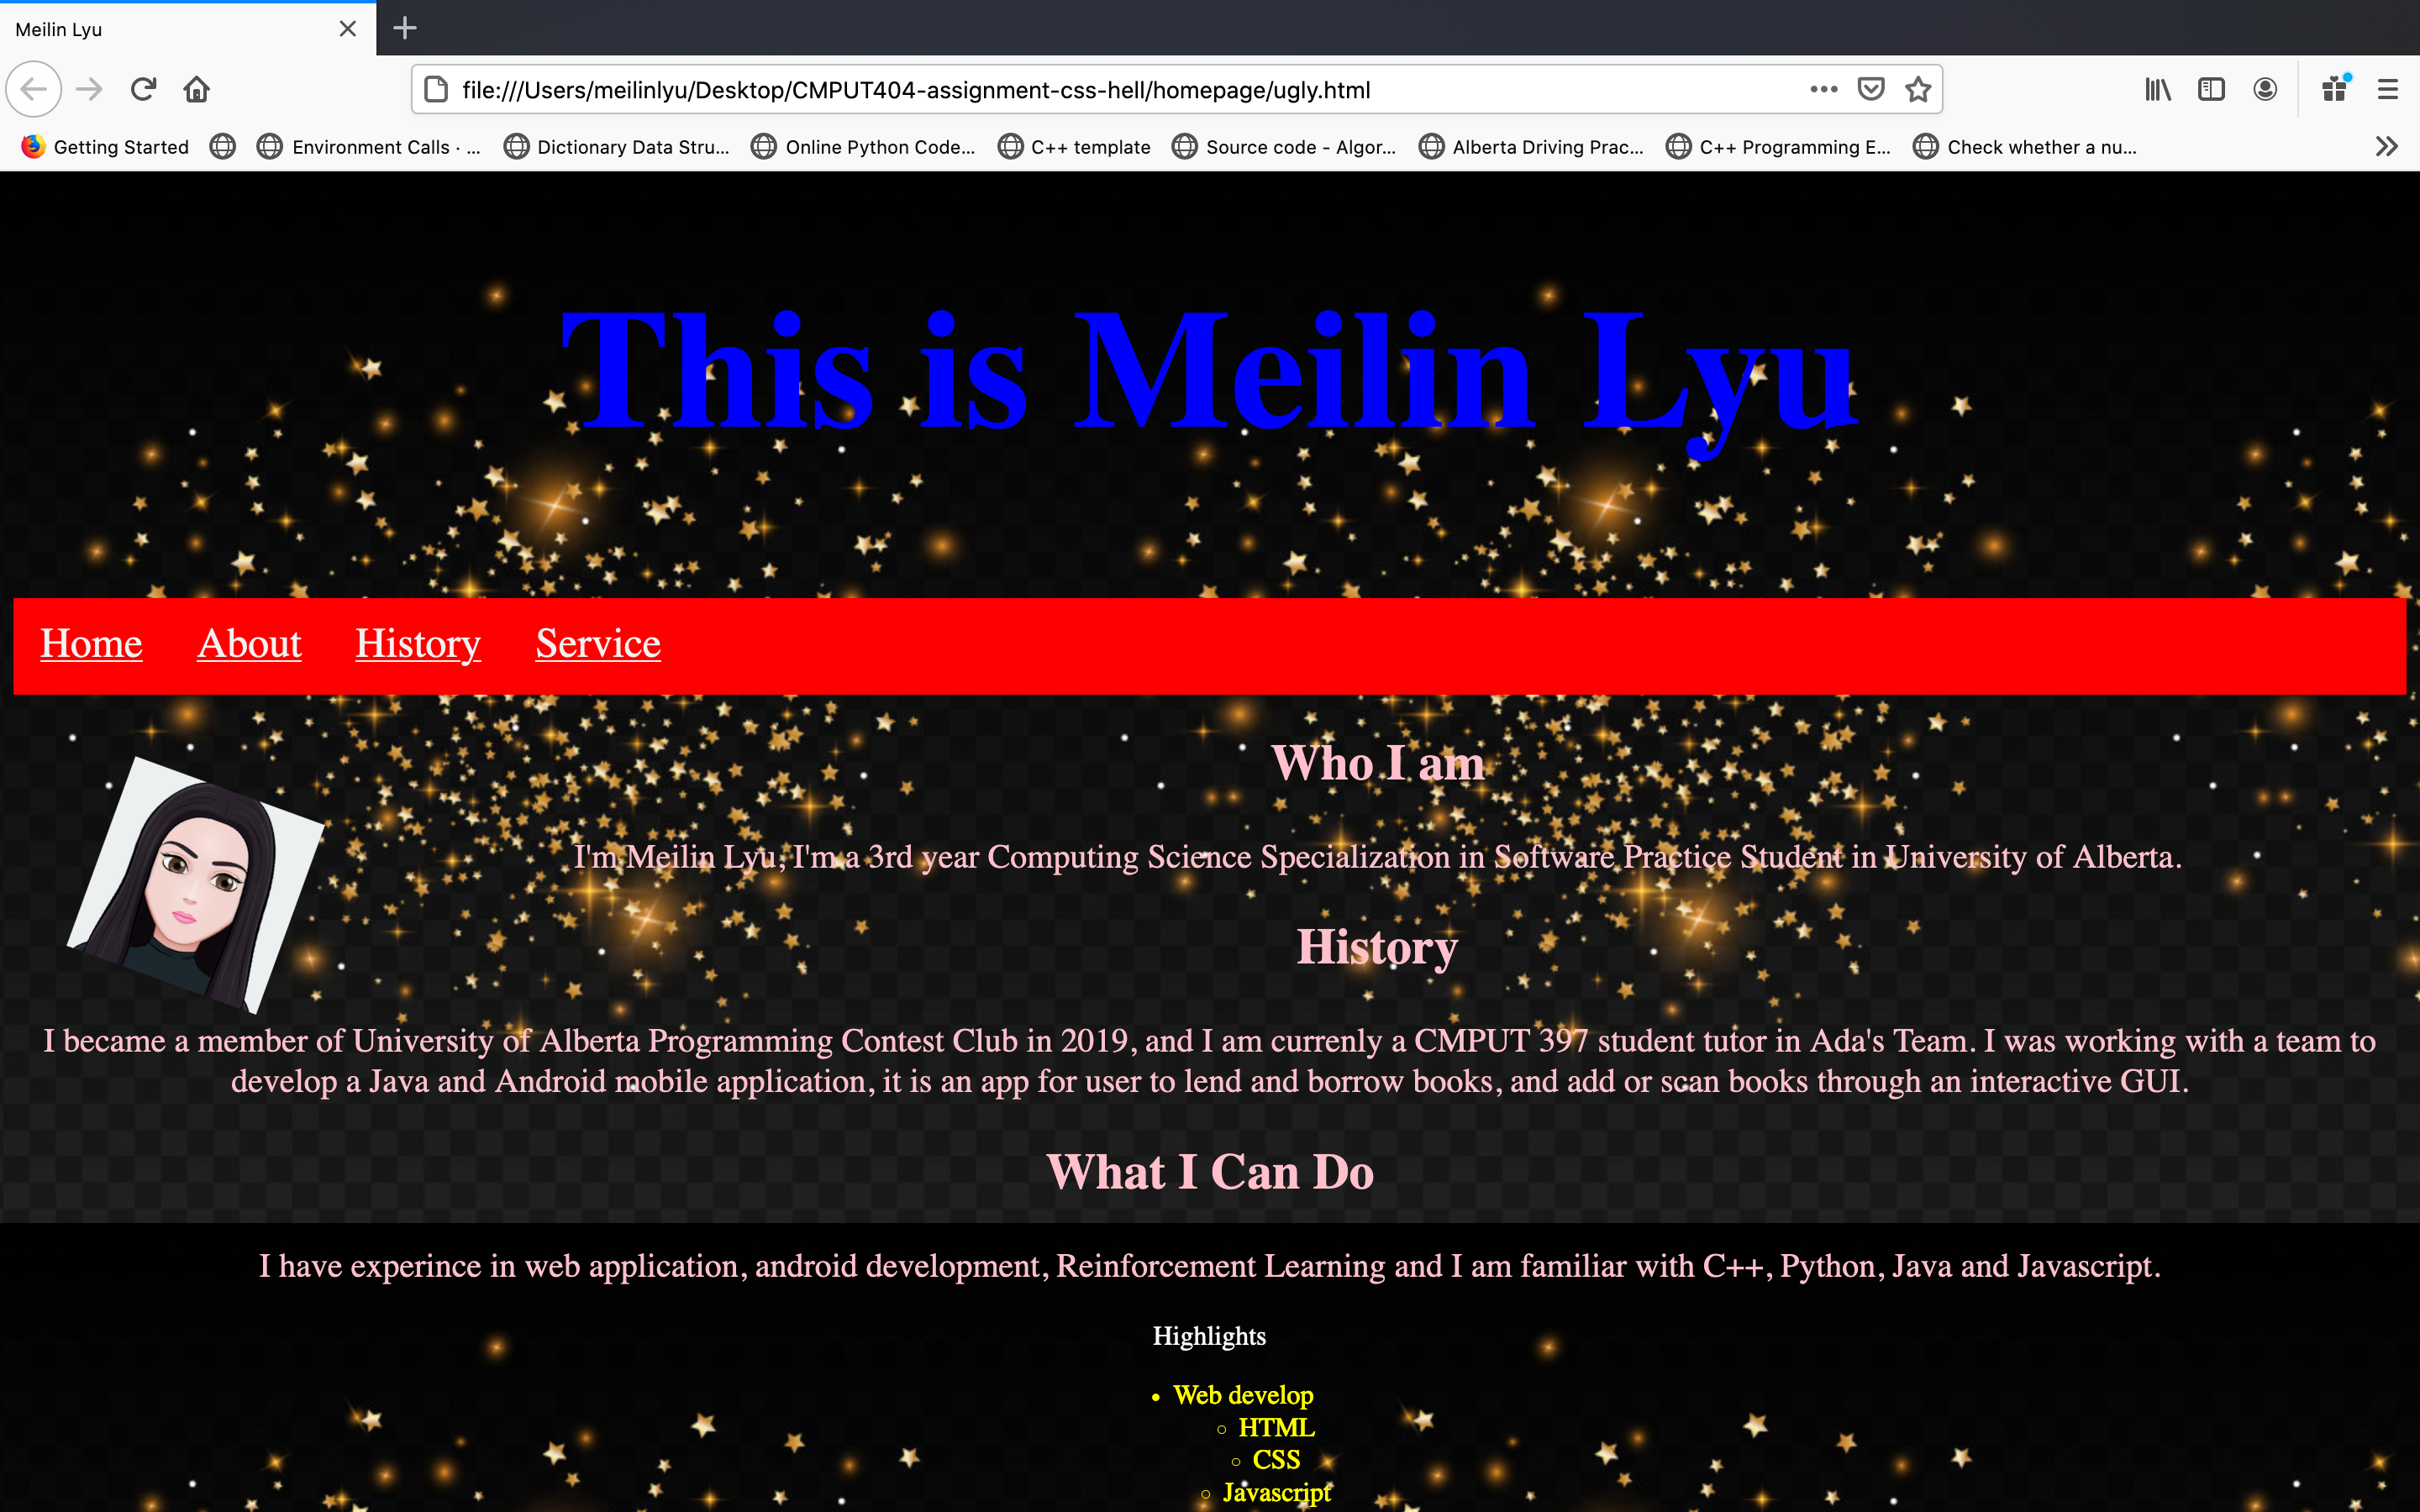 Meilin Lyu
file:///Users/meilinlyu/Desktop/CMPUT404-assignment-css-hell/homepage/ugly.html
Getting Started Environment Calls · ... Dictionary Data Stru... Online Python Code... C++ template Source code - Algor... Alberta Driving Prac... C++ Programming E... Check whether a nu...
This is Meilin Lyu
Home About History Service
Who I am
I'm Meilin Lyu, I'm a 3rd year Computing Science Specialization in Software Practice Student in University of Alberta.
History
I became a member of University of Alberta Programming Contest Club in 2019, and I am currenly a CMPUT 397 student tutor in Ada's Team. I was working with a team to
develop a Java and Android mobile application, it is an app for user to lend and borrow books, and add or scan books through an interactive GUI.
What I Can Do
I have experince in web application, android development, Reinforcement Learning and I am familiar with C++, Python, Java and Javascript.
Highlights
Web develop
HTML
CSS
Javascript